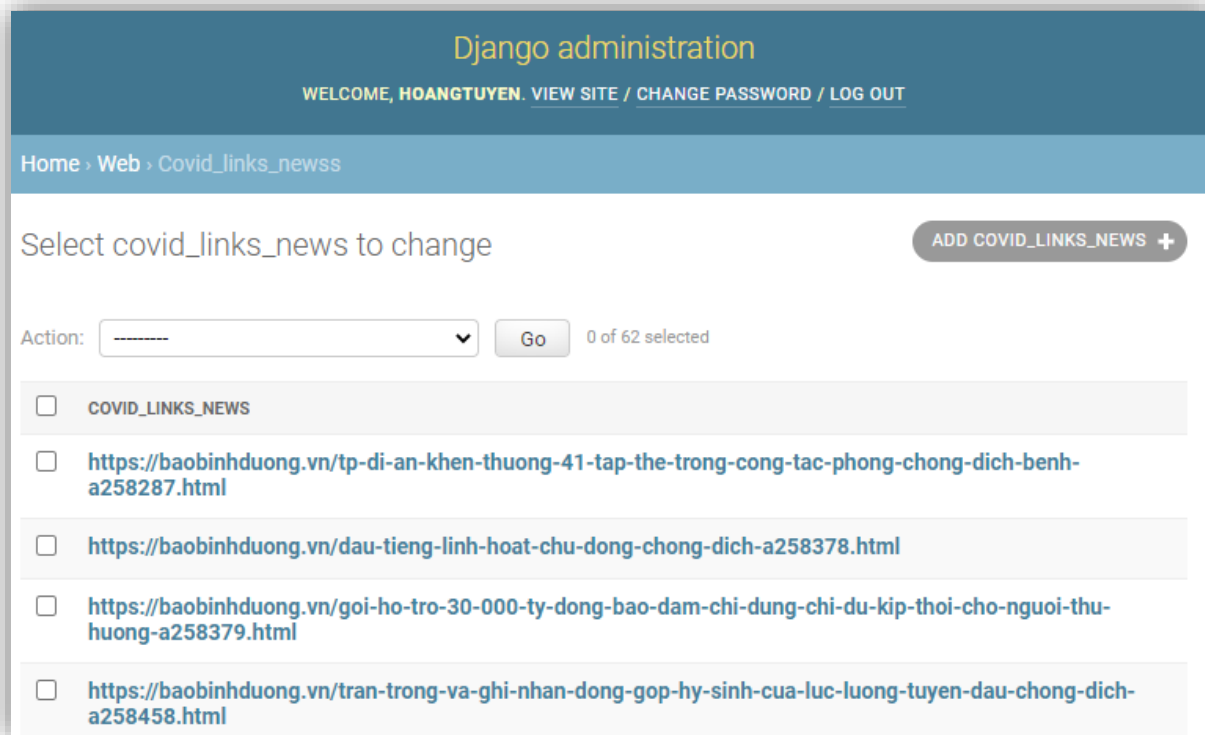 Django administration
WELCOME, HOANGTUYEN. VIEW SITE / CHANGE PASSWORD / LOG OUT
Home › Web › Covid_links_newss
Select covid_links_news to change
ADD COVID_LINKS_NEWS +
Action: --------- Go 0 of 62 selected
COVID_LINKS_NEWS
https://baobinhduong.vn/tp-di-an-khen-thuong-41-tap-the-trong-cong-tac-phong-chong-dich-benh-
a258287.html
https://baobinhduong.vn/dau-tieng-linh-hoat-chu-dong-chong-dich-a258378.html
https://baobinhduong.vn/goi-ho-tro-30-000-ty-dong-bao-dam-chi-dung-chi-du-kip-thoi-cho-nguoi-thu-
huong-a258379.html
https://baobinhduong.vn/tran-trong-va-ghi-nhan-dong-gop-hy-sinh-cua-luc-luong-tuyen-dau-chong-dich-
a258458.html